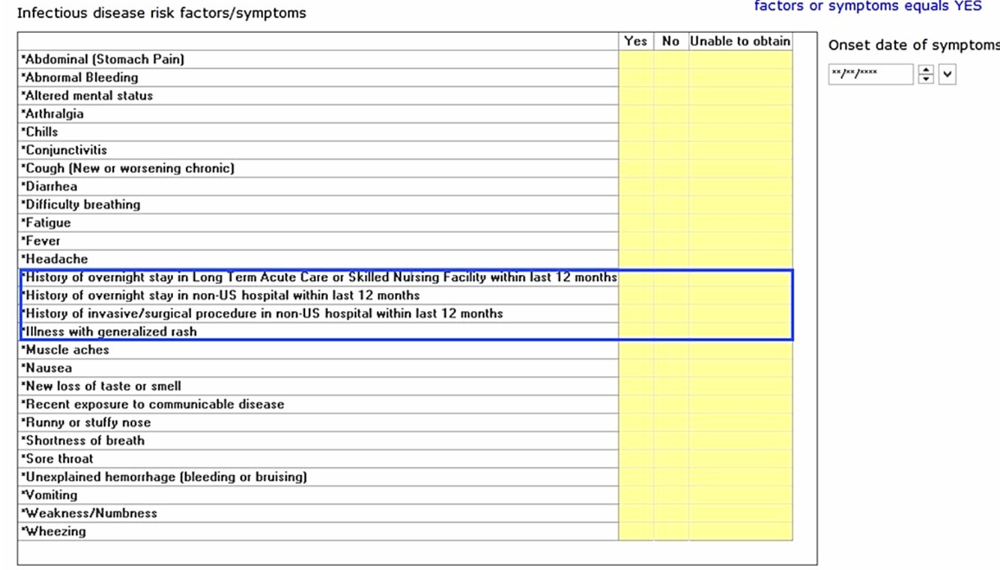 factors or symptoms equals YES
Infectious disease risk factors/symptoms
Yes No Unable to obtain
Onset date of symptoms
**/**/****
*Abdominal (Stomach Pain)
*Abnormal Bleeding
*Altered mental status
*Arthralgia
*Chills
*Conjunctivitis
*Cough (New or worsening chronic)
*Diarrhea
*Difficulty breathing
*Fatigue
*Fever
*Headache
*History of overnight stay in Long Term Acute Care or Skilled Nursing Facility within last 12 months
*History of overnight stay in non-US hospital within last 12 months
*History of invasive/surgical procedure in non-US hospital within last 12 months
*Illness with generalized rash
*Muscle aches
*Nausea
*New loss of taste or smell
*Recent exposure to communicable disease
*Runny or stuffy nose
*Shortness of breath
*Sore throat
*Unexplained hemorrhage (bleeding or bruising)
*Vomiting
*Weakness/Numbness
*Wheezing